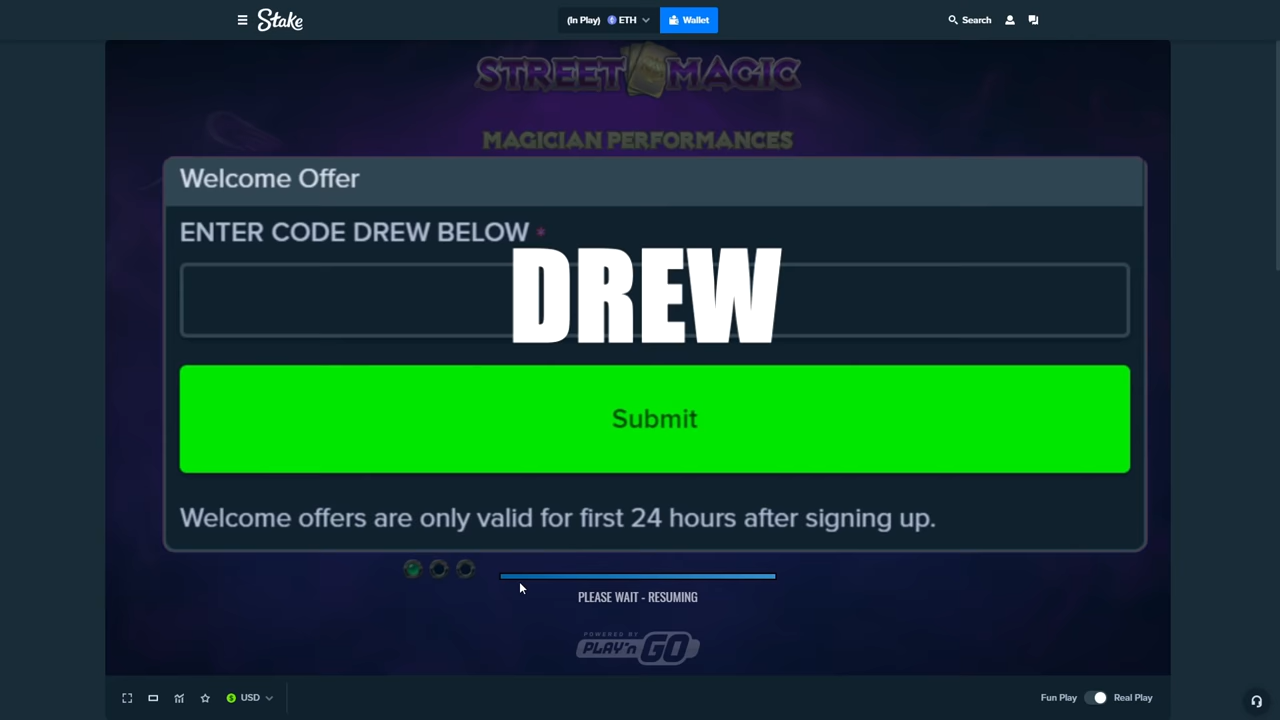 Stake
(In Play) ETH
Wallet
Search
STREET MAGIC
MAGICIAN PERFORMANCES
Welcome Offer
ENTER CODE DREW BELOW *
DREW
Submit
Welcome offers are only valid for first 24 hours after signing up.
PLEASE WAIT - RESUMING
POWERED BY
PLAY'n GO
$ USD
Fun Play
Real Play